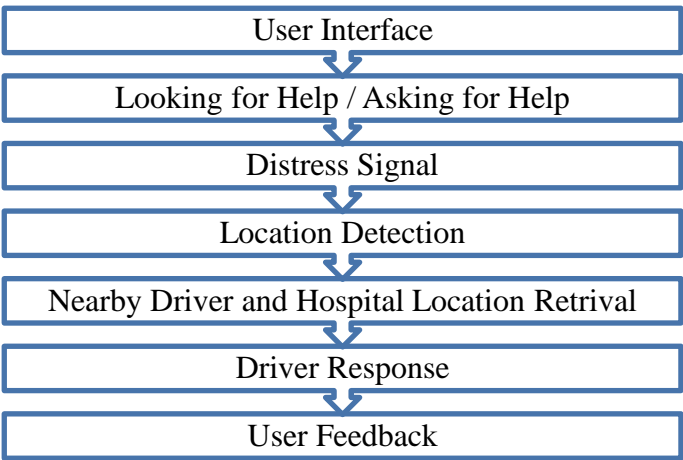 User Interface
Looking for Help / Asking for Help
Distress Signal
Location Detection
Nearby Driver and Hospital Location Retrival
Driver Response
User Feedback